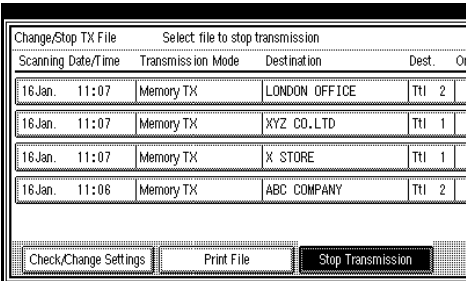 Change/Stop TX File Select file to stop transmission
Scanning Date/Time Transmission Mode Destination Dest.
16Jan. 11:07 Memory TX LONDON OFFICE Ttl 2
16Jan. 11:07 Memory TX XYZ CO.LTD Ttl 1
16Jan. 11:07 Memory TX X STORE Ttl 1
16Jan. 11:06 Memory TX ABC COMPANY Ttl 2
Check/Change Settings Print File Stop Transmission